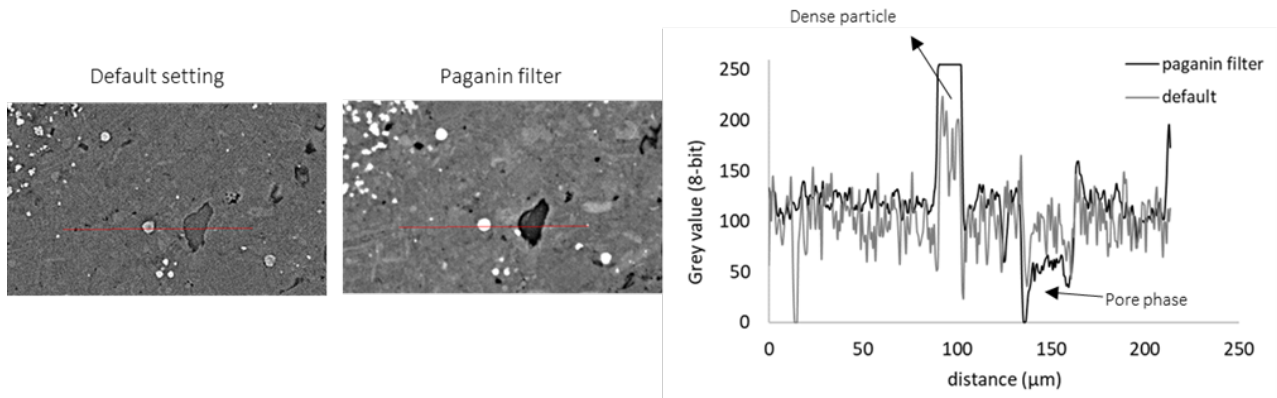 Default setting
Paganin filter
Dense particle
paganin filter
default
Grey value (8-bit)
250
200
150
100
50
0
Pore phase
0 50 100 150 200 250
distance (µm)